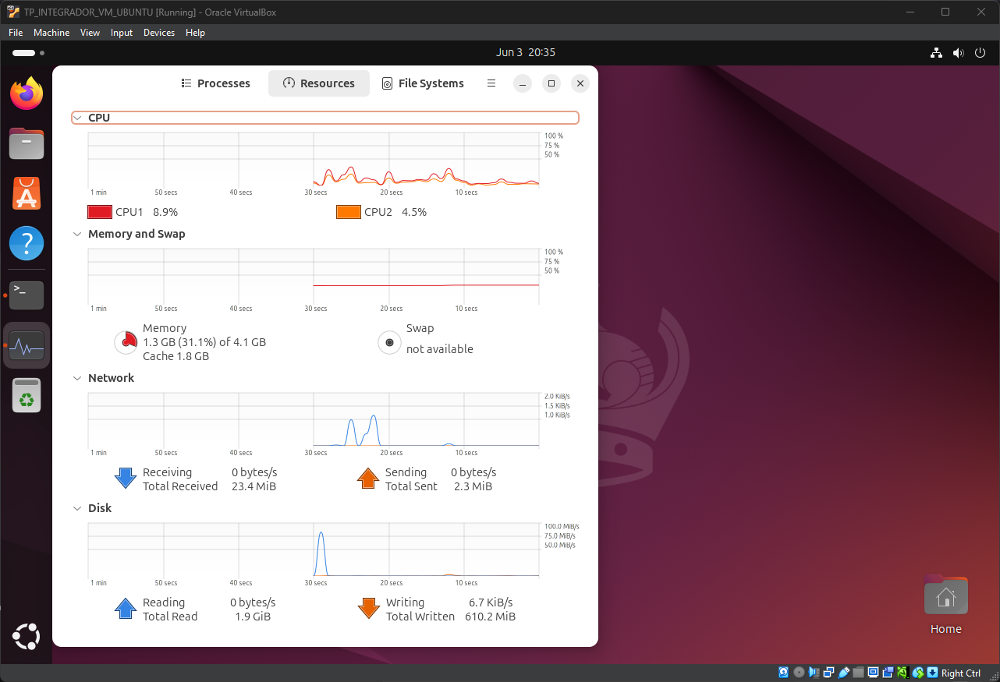 TP_INTEGRADOR_VM_UBUNTU [Running] - Oracle VirtualBox
File Machine View Input Devices Help
Jun 3 20:35
Processes Resources File Systems
CPU
100 %
75 %
50 %
1 min 50 secs 40 secs 30 secs 20 secs 10 secs
CPU1 8.9% CPU2 4.5%
Memory and Swap
100 %
75 %
50 %
1 min 50 secs 40 secs 30 secs 20 secs 10 secs
Memory Swap
1.3 GB (31.1%) of 4.1 GB not available
Cache 1.8 GB
Network
2.0 KiB/s
1.5 KiB/s
1.0 KiB/s
1 min 50 secs 40 secs 30 secs 20 secs 10 secs
Receiving 0 bytes/s Sending 0 bytes/s
Total Received 23.4 MiB Total Sent 2.3 MiB
Disk
100.0 MiB/s
75.0 MiB/s
50.0 MiB/s
1 min 50 secs 40 secs 30 secs 20 secs 10 secs
Reading 0 bytes/s Writing 6.7 KiB/s
Total Read 1.9 GiB Total Written 610.2 MiB
Home
Right Ctrl